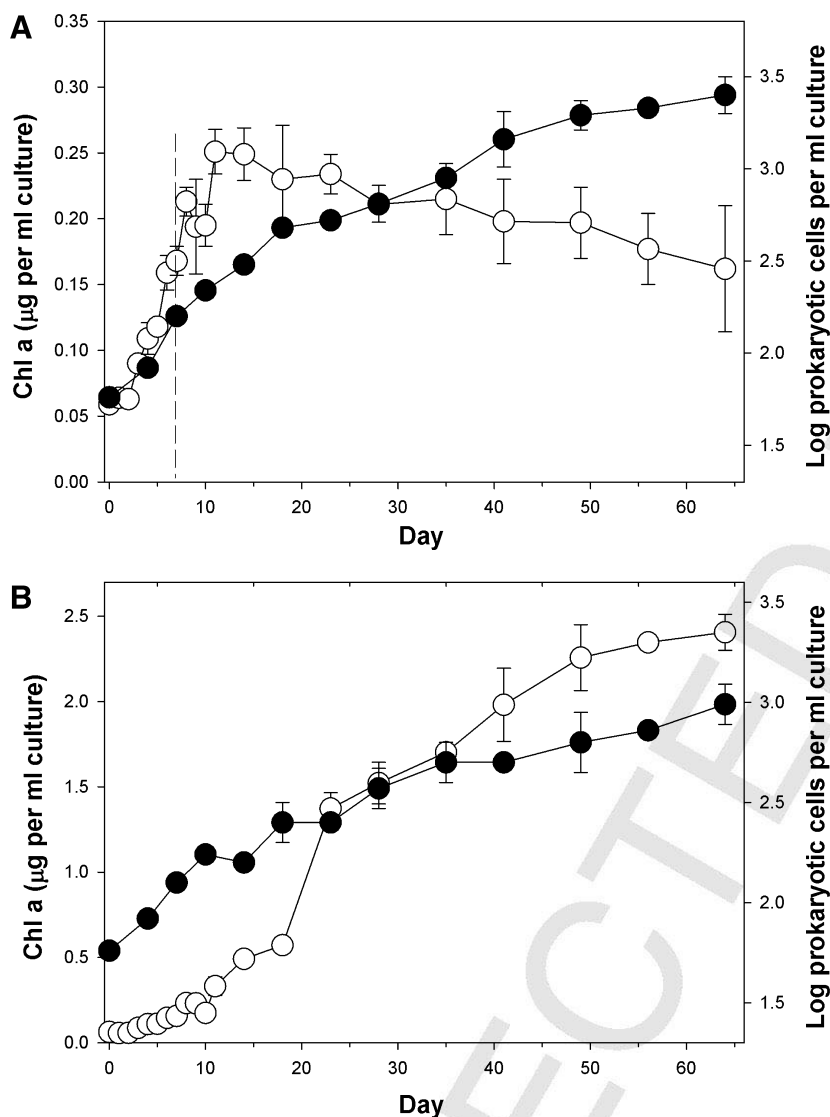 A
0.35
0.30
0.25
0.20
0.15
0.10
0.05
0.00
Chl a (µg per ml culture)
3.5
3.0
2.5
2.0
1.5
Log prokaryotic cells per ml culture
0 10 20 30 40 50 60
Day
B
2.5
2.0
1.5
1.0
0.5
0.0
Chl a (µg per ml culture)
3.5
3.0
2.5
2.0
1.5
Log prokaryotic cells per ml culture
0 10 20 30 40 50 60
Day
ECTED